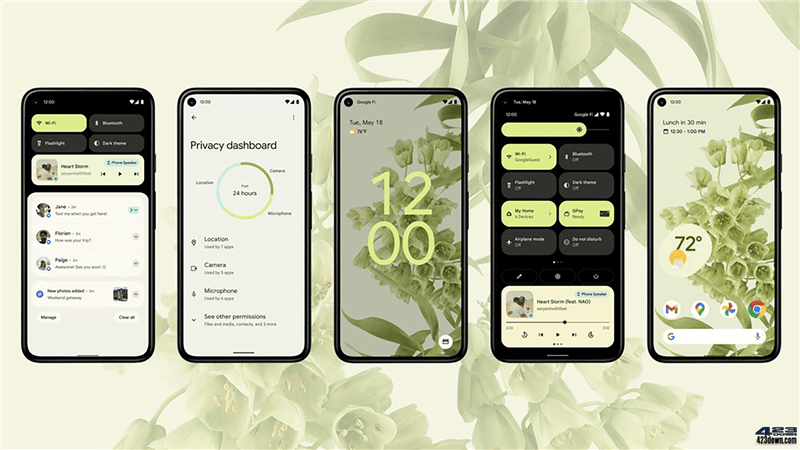 12:00
Wi-Fi
Bluetooth
Flashlight
Dark theme
Phone Speaker
Heart Storm
serpentwithfeet
Jane • 2m
Text me when you get here!
Florian • 2m
How was your trip?
Paige • 2m
Awesome! See you soon :)
New photos added • 5m
Weekend getaway
Manage
Clear all
12:00
Privacy dashboard
Camera
Location
Past
24 hours
Microphone
Location
Used by 7 apps
Camera
Used by 5 apps
Microphone
Used by 6 apps
See other permissions
Files and media, contacts, and 3 more
Google Fi
Tue, May 18
76°F
12
00
Tue, May 18
12:00
Google Fi
Wi-Fi
GoogleGuest
Bluetooth
Off
Flashlight
Off
Dark theme
Off
My Home
6 Devices
GPay
Ready
Airplane mode
Off
Do not disturb
Off
Phone Speaker
Heart Storm (feat. NAO)
serpentwithfeet
2:20
3:30
12:00
Lunch in 30 min
12:30 - 1:00 PM
72°
G
423
DOWN
423down.com